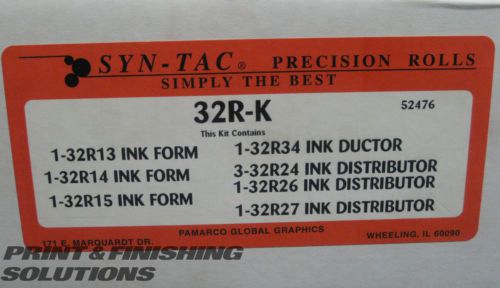 SYN-TAC® PRECISION ROLLS
SIMPLY THE BEST
32R-K
52476
This Kit Contains
1-32R13 INK FORM
1-32R14 INK FORM
1-32R15 INK FORM
1-32R34 INK DUCTOR
3-32R24 INK DISTRIBUTOR
1-32R26 INK DISTRIBUTOR
1-32R27 INK DISTRIBUTOR
PAMARCO GLOBAL GRAPHICS
171 E. MARQUARDT DR.
WHEELING, IL 60090
PRINT & FINISHING
SOLUTIONS